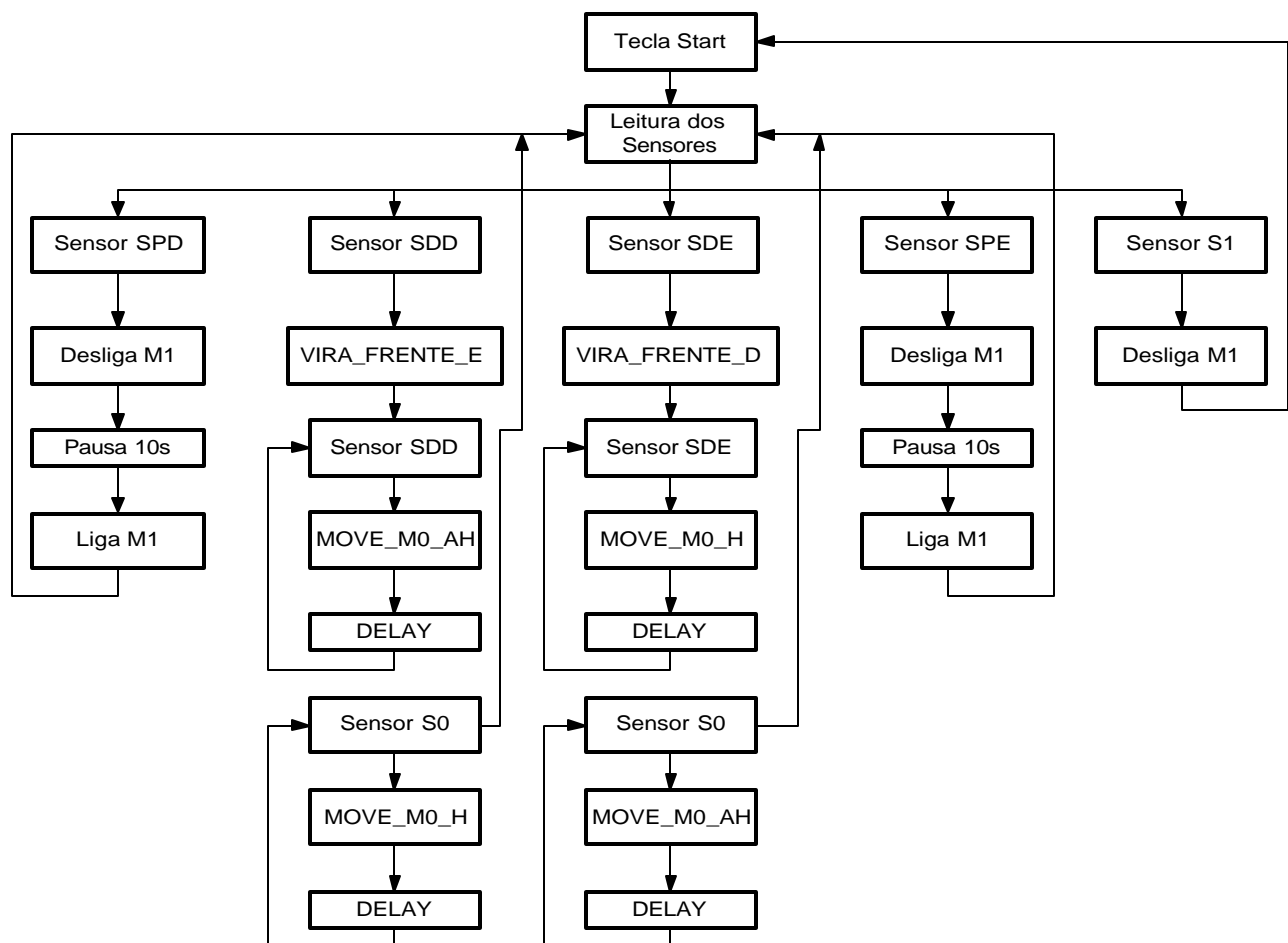 Tecla Start
Leitura dos
Sensores
Sensor SPD
Sensor SDD
Sensor SDE
Sensor SPE
Sensor S1
Desliga M1
VIRA_FRENTE_E
VIRA_FRENTE_D
Desliga M1
Desliga M1
Pausa 10s
Sensor SDD
Sensor SDE
Pausa 10s
Liga M1
MOVE_M0_AH
MOVE_M0_H
Liga M1
DELAY
DELAY
Sensor S0
Sensor S0
MOVE_M0_H
MOVE_M0_AH
DELAY
DELAY